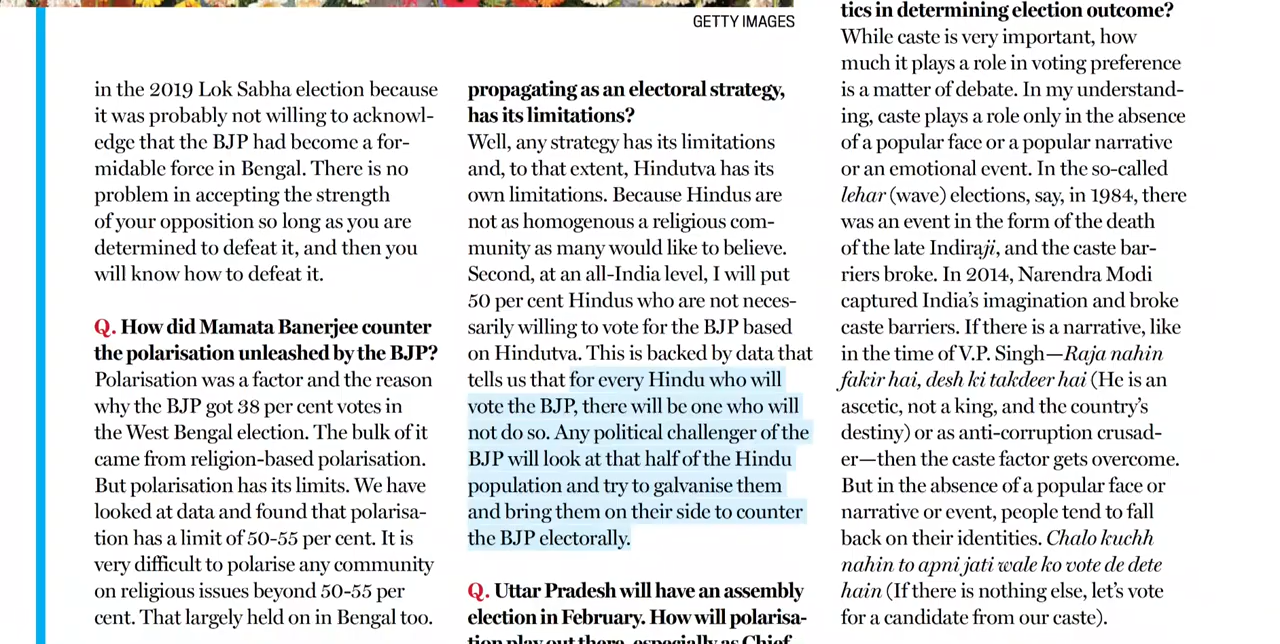 GETTY IMAGES
in the 2019 Lok Sabha election because
it was probably not willing to acknowl-
edge that the BJP had become a for-
midable force in Bengal. There is no
problem in accepting the strength
of your opposition so long as you are
determined to defeat it, and then you
will know how to defeat it.
Q. How did Mamata Banerjee counter
the polarisation unleashed by the BJP?
Polarisation was a factor and the reason
why the BJP got 38 per cent votes in
the West Bengal election. The bulk of it
came from religion-based polarisation.
But polarisation has its limits. We have
looked at data and found that polarisa-
tion has a limit of 50-55 per cent. It is
very difficult to polarise any community
on religious issues beyond 50-55 per
cent. That largely held on in Bengal too.
propagating as an electoral strategy,
has its limitations?
Well, any strategy has its limitations
and, to that extent, Hindutva has its
own limitations. Because Hindus are
not as homogenous a religious com-
munity as many would like to believe.
Second, at an all-India level, I will put
50 per cent Hindus who are not neces-
sarily willing to vote for the BJP based
on Hindutva. This is backed by data that
tells us that for every Hindu who will
vote the BJP, there will be one who will
not do so. Any political challenger of the
BJP will look at that half of the Hindu
population and try to galvanise them
and bring them on their side to counter
the BJP electorally.
Q. Uttar Pradesh will have an assembly
election in February. How will polarisa-
tion play out there, especially as Chief
tics in determining election outcome?
While caste is very important, how
much it plays a role in voting preference
is a matter of debate. In my understand-
ing, caste plays a role only in the absence
of a popular face or a popular narrative
or an emotional event. In the so-called
lehar (wave) elections, say, in 1984, there
was an event in the form of the death
of the late Indiraji, and the caste bar-
riers broke. In 2014, Narendra Modi
captured India's imagination and broke
caste barriers. If there is a narrative, like
in the time of V.P. Singh—Raja nahin
fakir hai, desh ki takdeer hai (He is an
ascetic, not a king, and the country's
destiny) or as anti-corruption crusad-
er—then the caste factor gets overcome.
But in the absence of a popular face or
narrative or event, people tend to fall
back on their identities. Chalo kuchh
nahin to apni jati wale ko vote de dete
hain (If there is nothing else, let's vote
for a candidate from our caste).